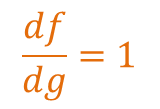 df/dg = 1